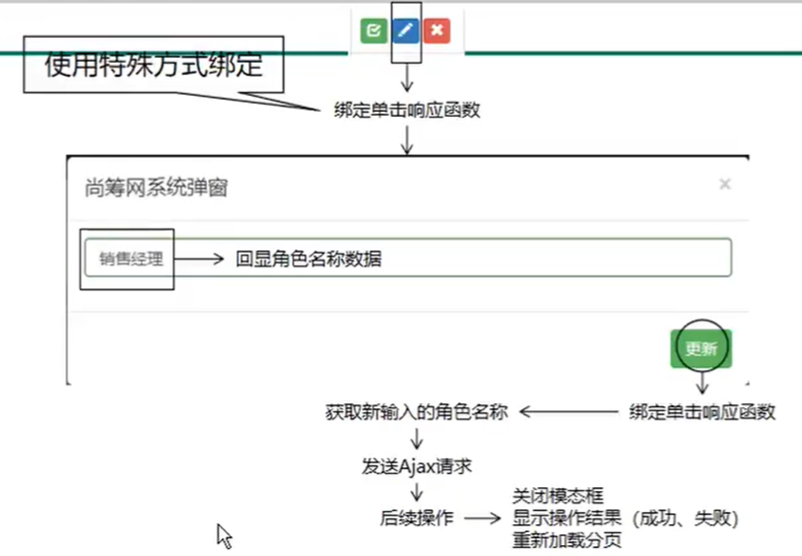 使用特殊方式绑定
绑定单击响应函数
尚筹网系统弹窗
×
销售经理
回显角色名称数据
更新
获取新输入的角色名称
绑定单击响应函数
发送Ajax请求
后续操作
关闭模态框
显示操作结果（成功、失败）
重新加载分页